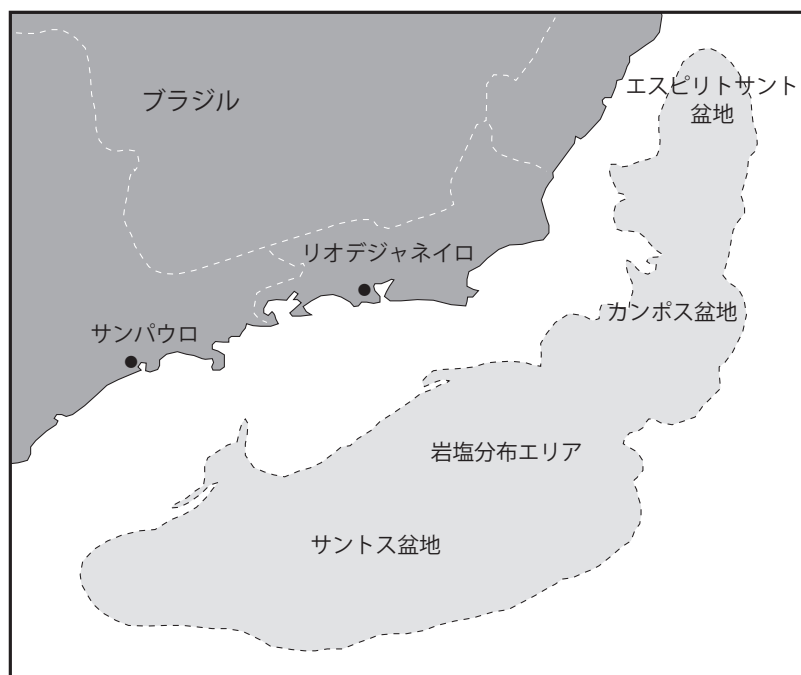 エスピリトサント
盆地
ブラジル
リオデジャネイロ
カンポス盆地
サンパウロ
岩塩分布エリア
サントス盆地